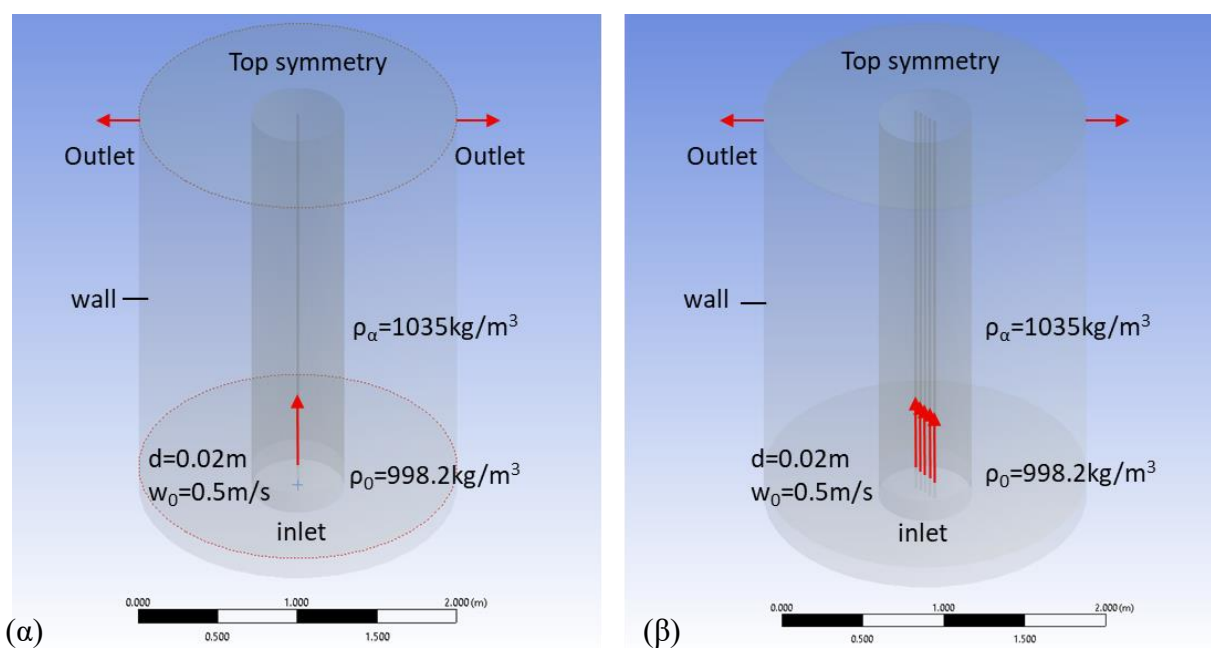 Top symmetry
Outlet
Outlet
wall
ρα=1035kg/m³
d=0.02m
w₀=0.5m/s
ρ₀=998.2kg/m³
inlet
0.000
1.000
2.000 (m)
0.500
1.500
(α)
Top symmetry
Outlet
Outlet
wall
ρα=1035kg/m³
d=0.02m
w₀=0.5m/s
ρ₀=998.2kg/m³
inlet
0.000
1.000
2.000 (m)
0.500
1.500
(β)